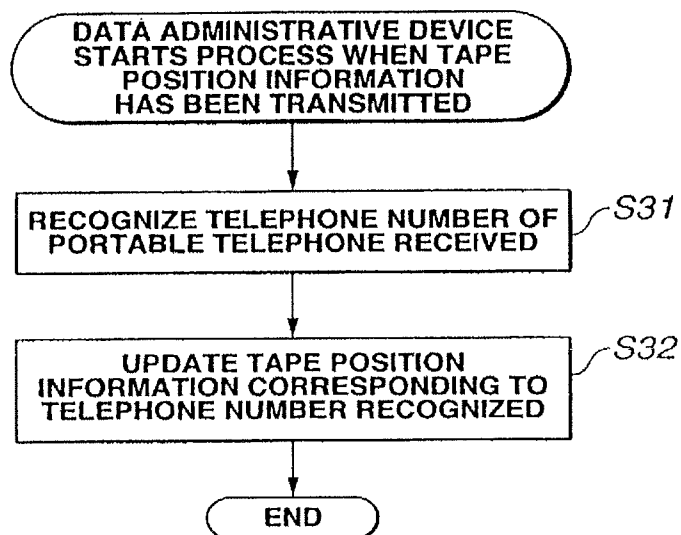 DATA ADMINISTRATIVE DEVICE
STARTS PROCESS WHEN TAPE
POSITION INFORMATION
HAS BEEN TRANSMITTED
RECOGNIZE TELEPHONE NUMBER OF
PORTABLE TELEPHONE RECEIVED
S31
UPDATE TAPE POSITION
INFORMATION CORRESPONDING TO
TELEPHONE NUMBER RECOGNIZED
S32
END